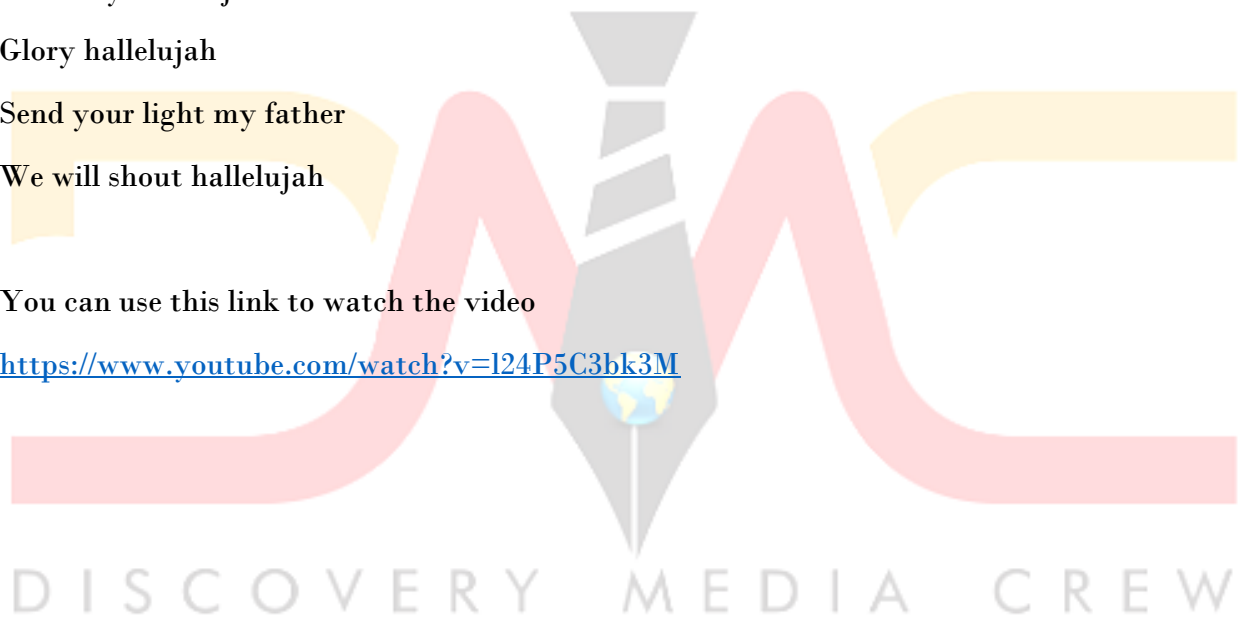 Glory hallelujah
Send your light my father
We will shout hallelujah
You can use this link to watch the video
https://www.youtube.com/watch?v=l24P5C3bk3M
DMC
DISCOVERY MEDIA CREW